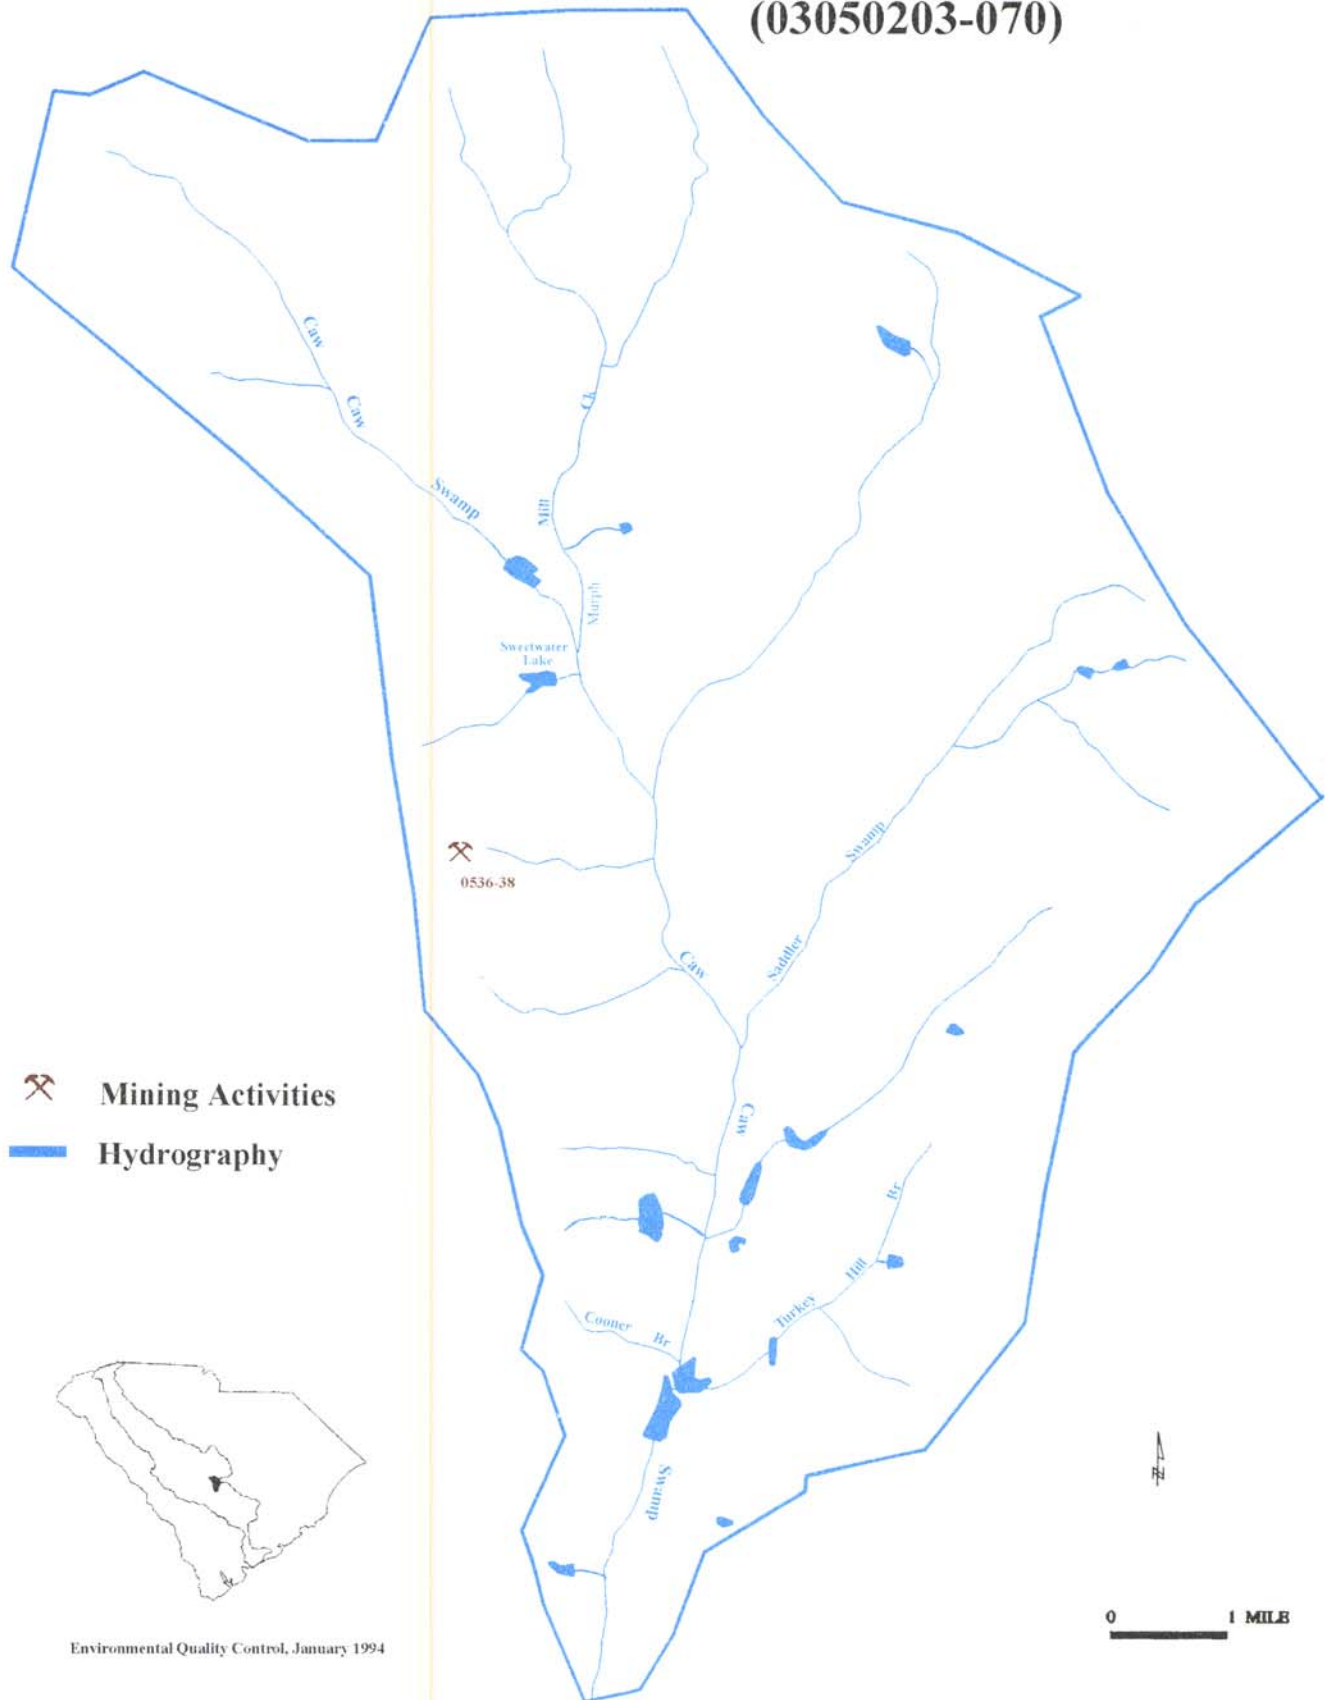 (03050203-070)
Caw
Caw
Swamp
Ck
Mill
Murph
Sweetwater
Lake
0536-38
Swamp
Saddler
Caw
Caw
Mining Activities
Hydrography
Br
Hill
Turkey
Cooner Br
Swamp
N
0 1 MILE
Environmental Quality Control, January 1994